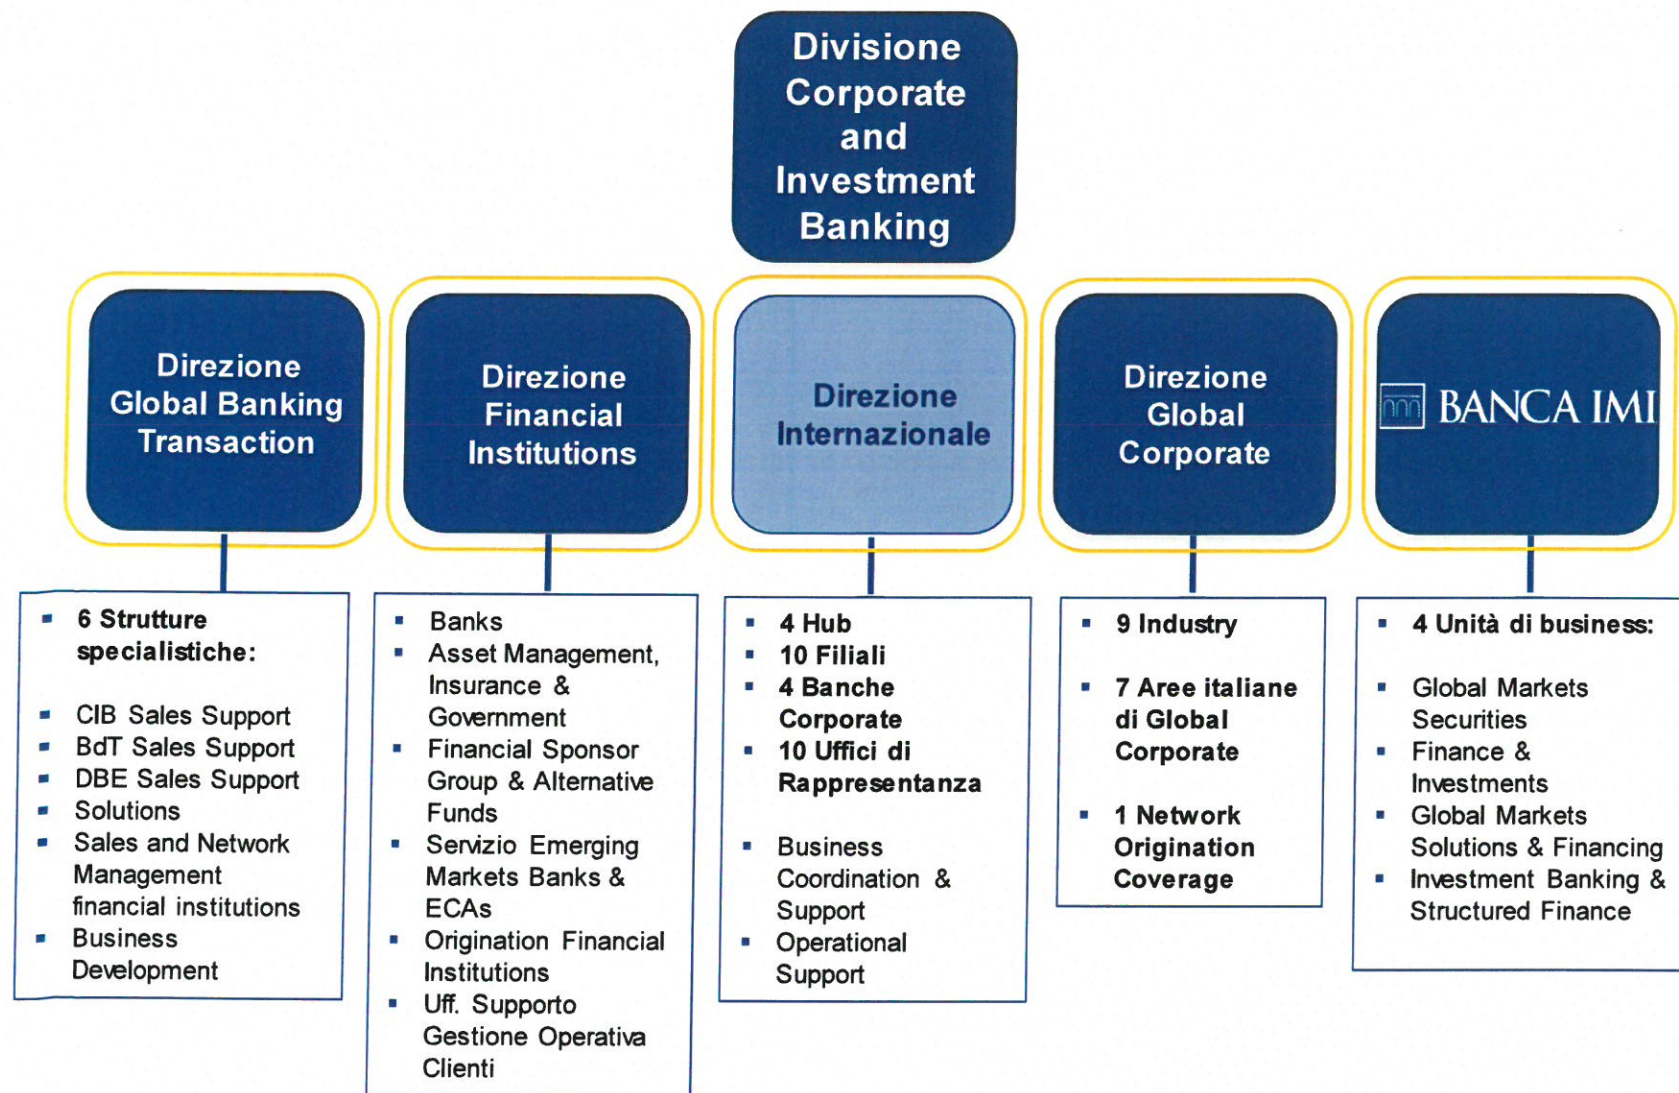 Divisione
Corporate
and
Investment
Banking
Direzione
Global Banking
Transaction
Direzione
Financial
Institutions
Direzione
Internazionale
Direzione
Global
Corporate
BANCA IMI
▪ 6 Strutture
specialistiche:
▪ CIB Sales Support
▪ BdT Sales Support
▪ DBE Sales Support
▪ Solutions
▪ Sales and Network
Management
financial institutions
▪ Business
Development
▪ Banks
▪ Asset Management,
Insurance &
Government
▪ Financial Sponsor
Group & Alternative
Funds
▪ Servizio Emerging
Markets Banks &
ECAs
▪ Origination Financial
Institutions
▪ Uff. Supporto
Gestione Operativa
Clienti
▪ 4 Hub
▪ 10 Filiali
▪ 4 Banche
Corporate
▪ 10 Uffici di
Rappresentanza
▪ Business
Coordination &
Support
▪ Operational
Support
▪ 9 Industry
▪ 7 Aree italiane
di Global
Corporate
▪ 1 Network
Origination
Coverage
▪ 4 Unità di business:
▪ Global Markets
Securities
▪ Finance &
Investments
▪ Global Markets
Solutions & Financing
▪ Investment Banking &
Structured Finance